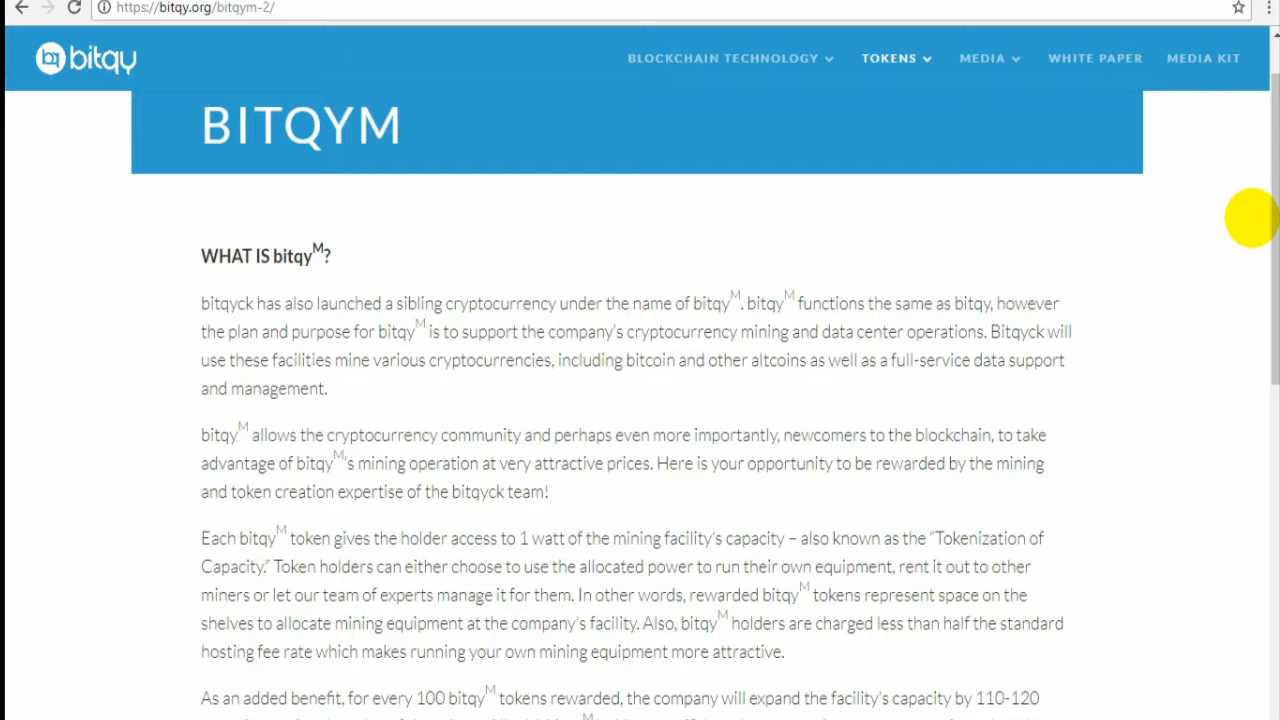 https://bitqy.org/bitqym-2/
bq bitqy
BLOCKCHAIN TECHNOLOGY TOKENS MEDIA WHITE PAPER MEDIA KIT
BITQYM
WHAT IS bitqyM?
bitqyck has also launched a sibling cryptocurrency under the name of bitqyM. bitqyM functions the same as bitqy, however
the plan and purpose for bitqyM is to support the company's cryptocurrency mining and data center operations. Bitqyck will
use these facilities mine various cryptocurrencies, including bitcoin and other altcoins as well as a full-service data support
and management.
bitqyM allows the cryptocurrency community and perhaps even more importantly, newcomers to the blockchain, to take
advantage of bitqyM's mining operation at very attractive prices. Here is your opportunity to be rewarded by the mining
and token creation expertise of the bitqyck team!
Each bitqyM token gives the holder access to 1 watt of the mining facility's capacity – also known as the “Tokenization of
Capacity.” Token holders can either choose to use the allocated power to run their own equipment, rent it out to other
miners or let our team of experts manage it for them. In other words, rewarded bitqyM tokens represent space on the
shelves to allocate mining equipment at the company's facility. Also, bitqyM holders are charged less than half the standard
hosting fee rate which makes running your own mining equipment more attractive.
As an added benefit, for every 100 bitqyM tokens rewarded, the company will expand the facility's capacity by 110-120